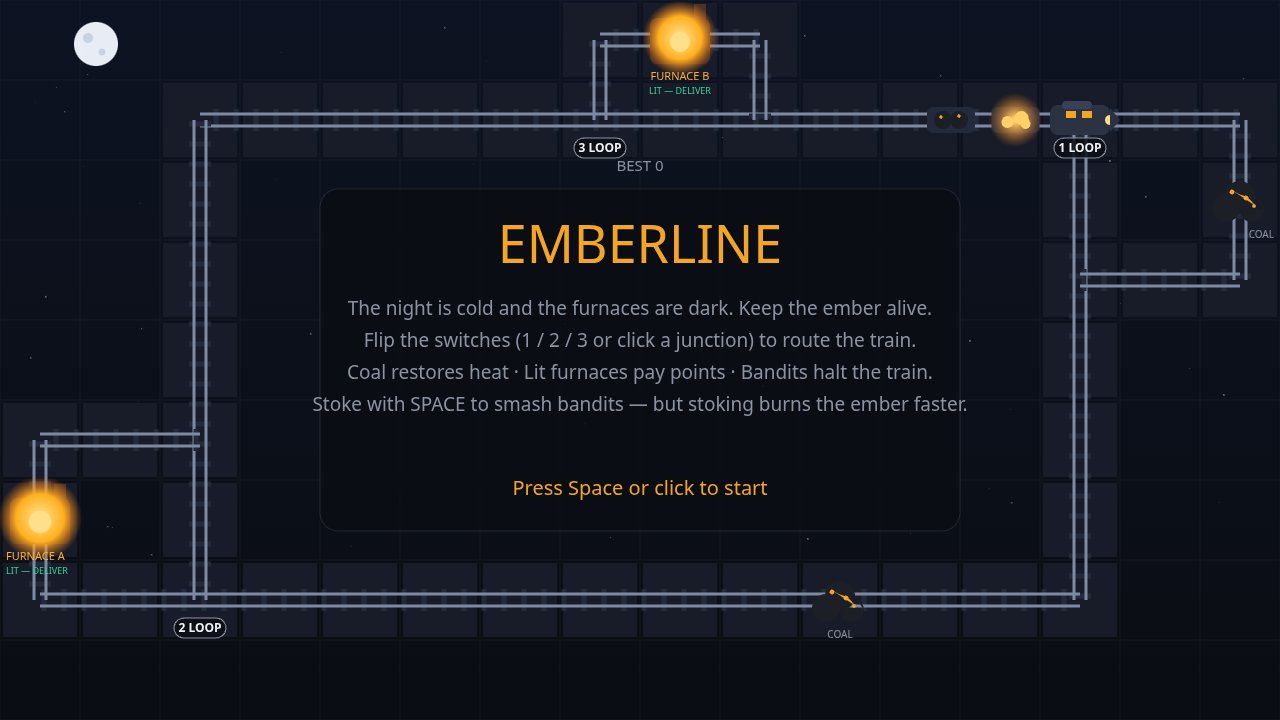 FURNACE B
LIT — DELIVER
3 LOOP
1 LOOP
BEST 0
COAL
EMBERLINE
The night is cold and the furnaces are dark. Keep the ember alive.
Flip the switches (1 / 2 / 3 or click a junction) to route the train.
Coal restores heat · Lit furnaces pay points · Bandits halt the train.
Stoke with SPACE to smash bandits — but stoking burns the ember faster.
Press Space or click to start
FURNACE A
LIT — DELIVER
2 LOOP
COAL